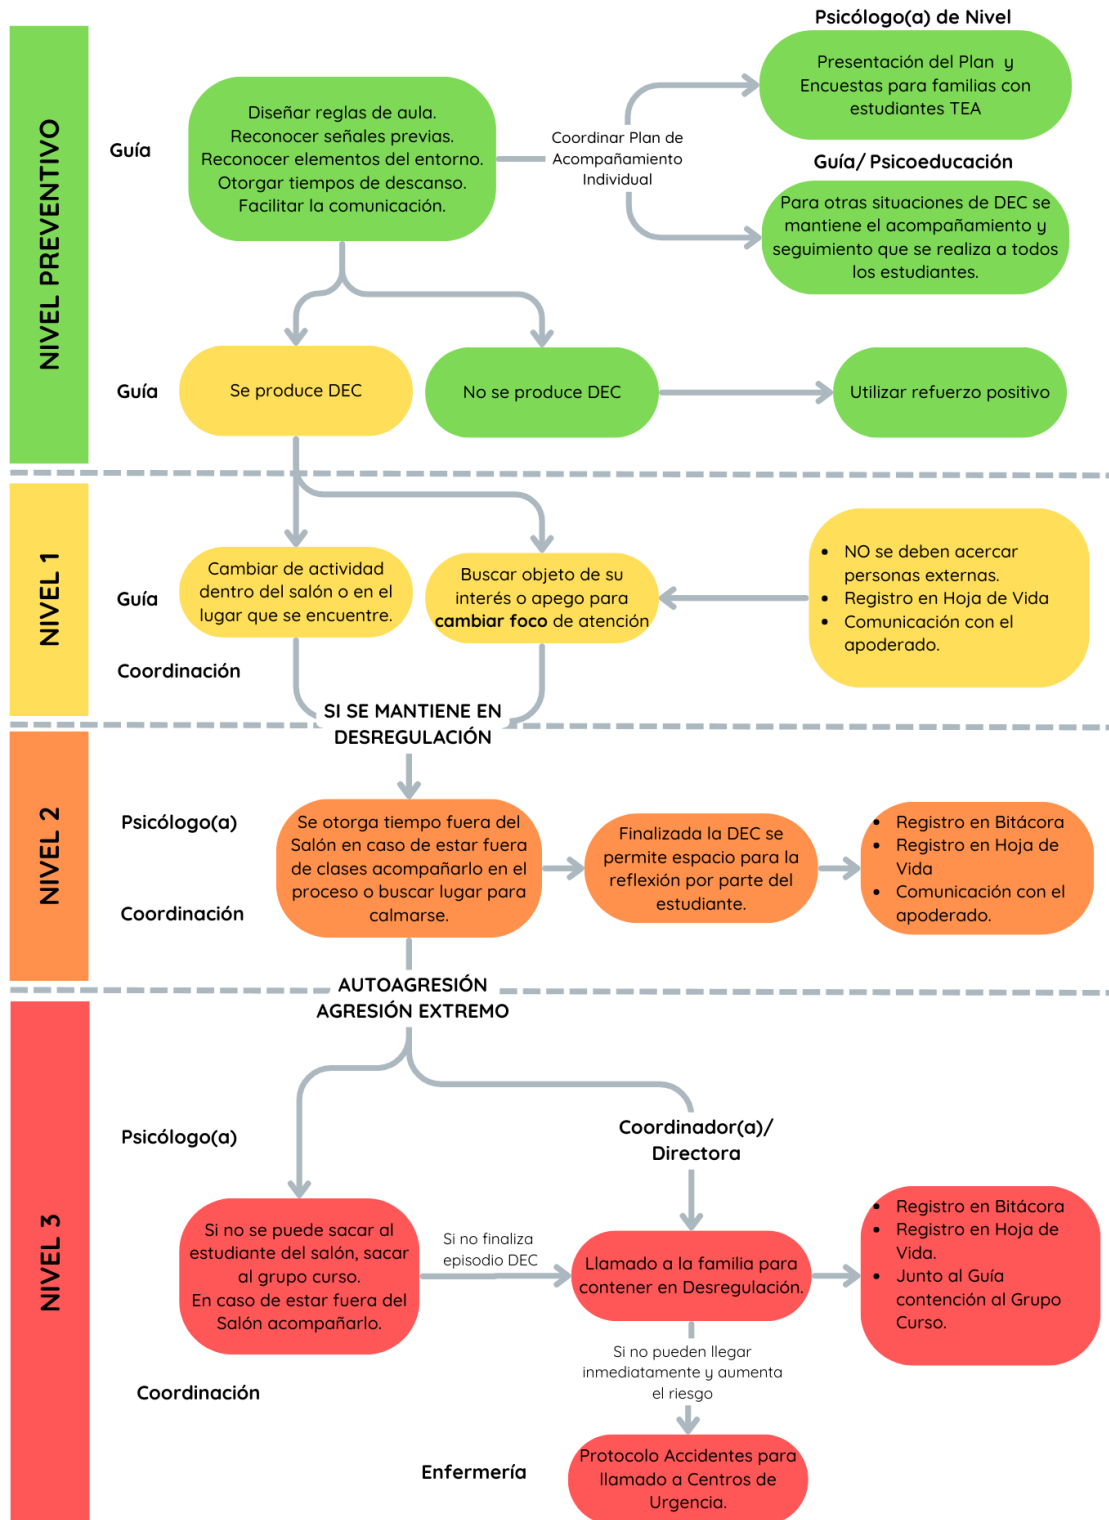 NIVEL PREVENTIVO
Psicólogo(a) de Nivel
Presentación del Plan y
Encuestas para familias con
estudiantes TEA
Guía
Diseñar reglas de aula.
Reconocer señales previas.
Reconocer elementos del entorno.
Otorgar tiempos de descanso.
Facilitar la comunicación.
Coordinar Plan de
Acompañamiento
Individual
Guía/ Psicoeducación
Para otras situaciones de DEC se
mantiene el acompañamiento y
seguimiento que se realiza a todos
los estudiantes.
Guía
Se produce DEC
No se produce DEC
Utilizar refuerzo positivo
NIVEL 1
Guía
Coordinación
Cambiar de actividad
dentro del salón o en el
lugar que se encuentre.
Buscar objeto de su
interés o apego para
cambiar foco de atención
• NO se deben acercar
personas externas.
• Registro en Hoja de Vida
• Comunicación con el
apoderado.
SI SE MANTIENE EN
DESREGULACIÓN
NIVEL 2
Psicólogo(a)
Coordinación
Se otorga tiempo fuera del
Salón en caso de estar fuera
de clases acompañarlo en el
proceso o buscar lugar para
calmarse.
Finalizada la DEC se
permite espacio para la
reflexión por parte del
estudiante.
• Registro en Bitácora
• Registro en Hoja de
Vida
• Comunicación con el
apoderado.
AUTOAGRESIÓN
AGRESIÓN EXTREMO
NIVEL 3
Psicólogo(a)
Coordinador(a)/
Directora
Si no se puede sacar al
estudiante del salón, sacar
al grupo curso.
En caso de estar fuera del
Salón acompañarlo.
Si no finaliza
episodio DEC
Llamado a la familia para
contener en Desregulación.
• Registro en Bitácora
• Registro en Hoja de
Vida.
• Junto al Guía
contención al Grupo
Curso.
Si no pueden llegar
inmediatamente y aumenta
el riesgo
Coordinación
Enfermería
Protocolo Accidentes para
llamado a Centros de
Urgencia.